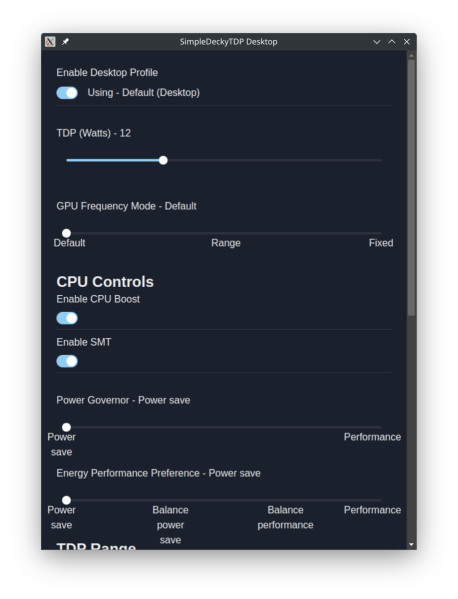 SimpleDeckyTDP Desktop
Enable Desktop Profile
Using - Default (Desktop)
TDP (Watts) - 12
GPU Frequency Mode - Default
Default Range Fixed
CPU Controls
Enable CPU Boost
Enable SMT
Power Governor - Power save
Power save Performance
Energy Performance Preference - Power save
Power save Balance power save Balance performance Performance
TDP Range